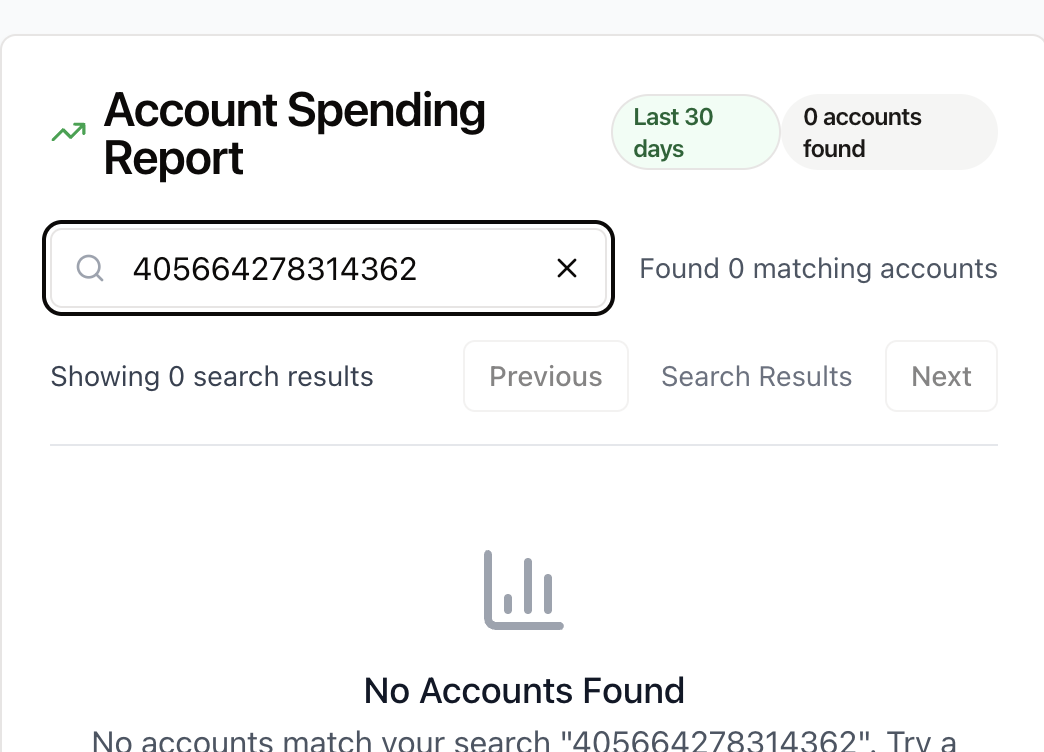 Account Spending
Report
Last 30
days
0 accounts
found
405664278314362
Found 0 matching accounts
Showing 0 search results
Previous
Search Results
Next
No Accounts Found
No accounts match your search "405664278314362". Try a